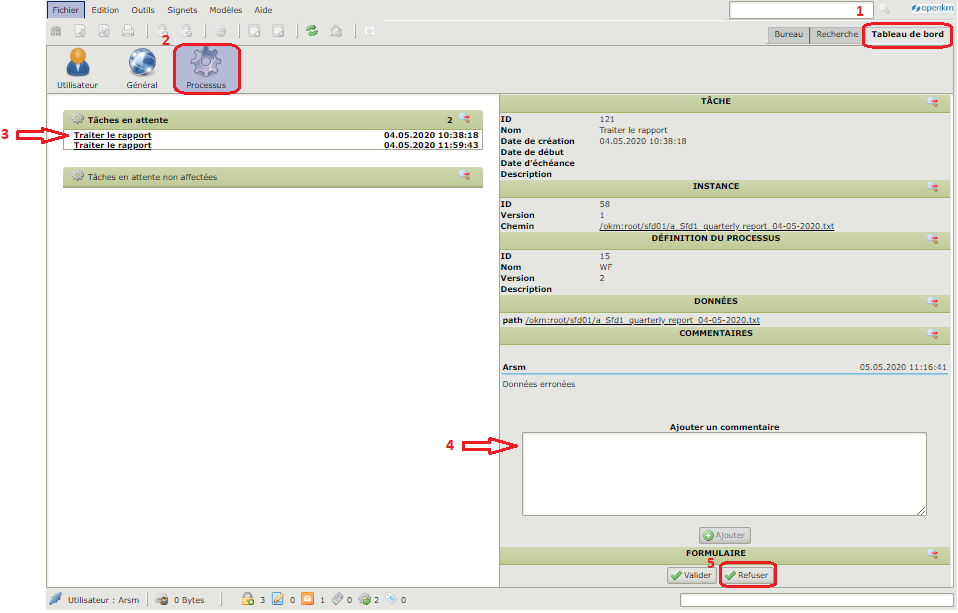 Fichier Edition Outils Signets Modèles Aide
1
openkm
2
Bureau Recherche Tableau de bord
Utilisateur Général Processus
3
Tâches en attente 2
Traiter le rapport 04.05.2020 10:38:18
Traiter le rapport 04.05.2020 11:59:43
Tâches en attente non affectées
TÂCHE
ID 121
Nom Traiter le rapport
Date de création 04.05.2020 10:38:18
Date de début
Date d'échéance
Description
INSTANCE
ID 58
Version 1
Chemin /okm:root/sfd01/a_Sfd1_quarterly report_04-05-2020.txt
DÉFINITION DU PROCESSUS
ID 15
Nom WF
Version 2
Description
DONNÉES
path /okm:root/sfd01/a_Sfd1_quarterly report_04-05-2020.txt
COMMENTAIRES
Arsm 05.05.2020 11:16:41
Données erronées
Ajouter un commentaire
4
Ajouter
FORMULAIRE
5
Valider Refuser
Utilisateur : Arsm 0 Bytes 3 0 1 0 2 0